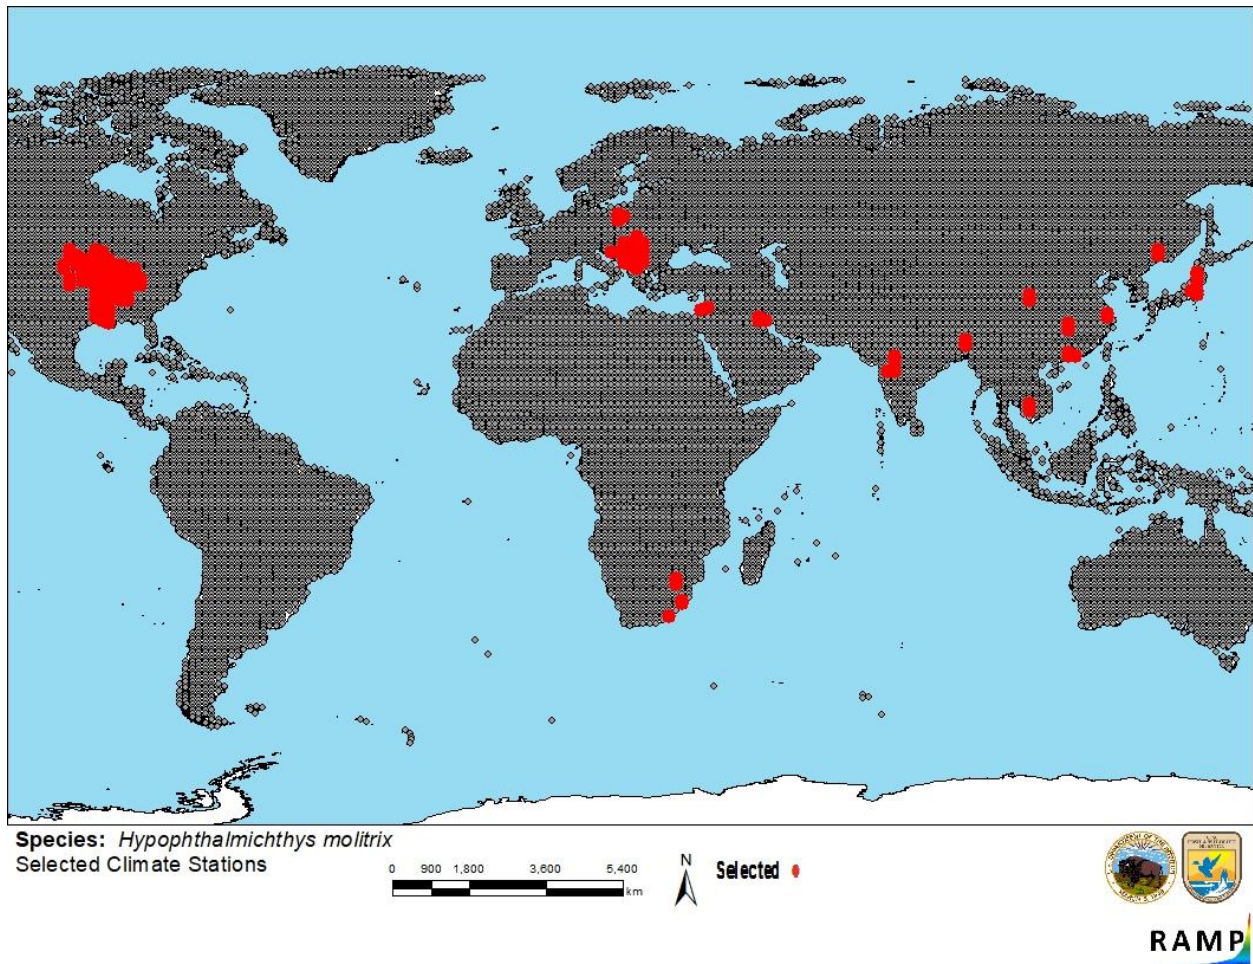 Species: Hypophthalmichthys molitrix
Selected Climate Stations
0 900 1,800 3,600 5,400
km
N
Selected
RAMP